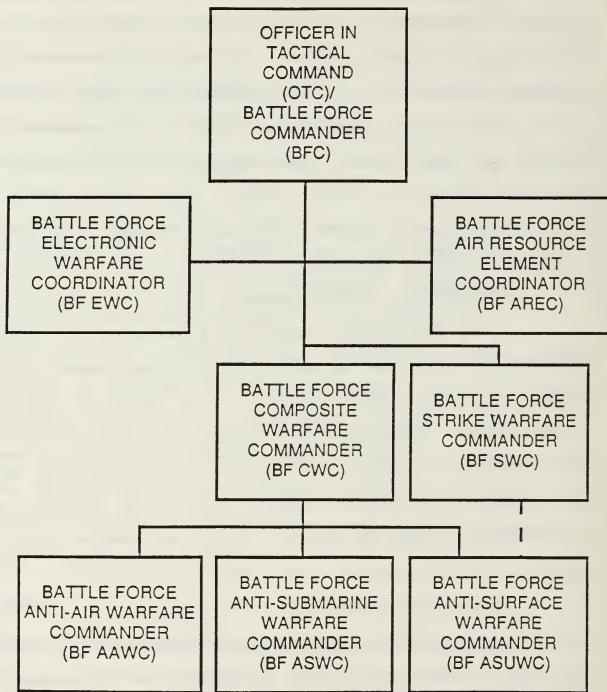 OFFICER IN
TACTICAL
COMMAND
(OTC)/
BATTLE FORCE
COMMANDER
(BFC)
BATTLE FORCE
ELECTRONIC
WARFARE
COORDINATOR
(BF EWC)
BATTLE FORCE
AIR RESOURCE
ELEMENT
COORDINATOR
(BF AREC)
BATTLE FORCE
COMPOSITE
WARFARE
COMMANDER
(BF CWC)
BATTLE FORCE
STRIKE WARFARE
COMMANDER
(BF SWC)
BATTLE FORCE
ANTI-AIR WARFARE
COMMANDER
(BF AAWC)
BATTLE FORCE
ANTI-SUBMARINE
WARFARE
COMMANDER
(BF ASWC)
BATTLE FORCE
ANTI-SURFACE
WARFARE
COMMANDER
(BF ASUWC)